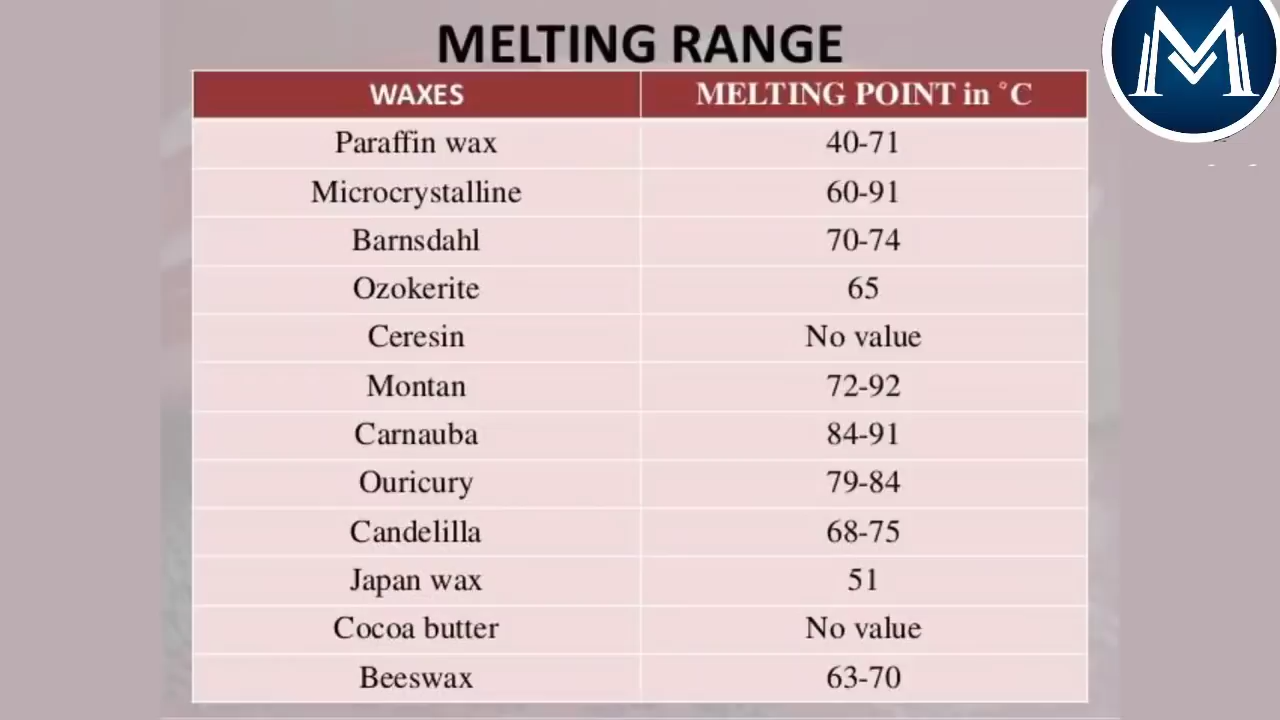 MELTING RANGE
WAXES MELTING POINT in ˚C
Paraffin wax 40-71
Microcrystalline 60-91
Barnsdahl 70-74
Ozokerite 65
Ceresin No value
Montan 72-92
Carnauba 84-91
Ouricury 79-84
Candelilla 68-75
Japan wax 51
Cocoa butter No value
Beeswax 63-70